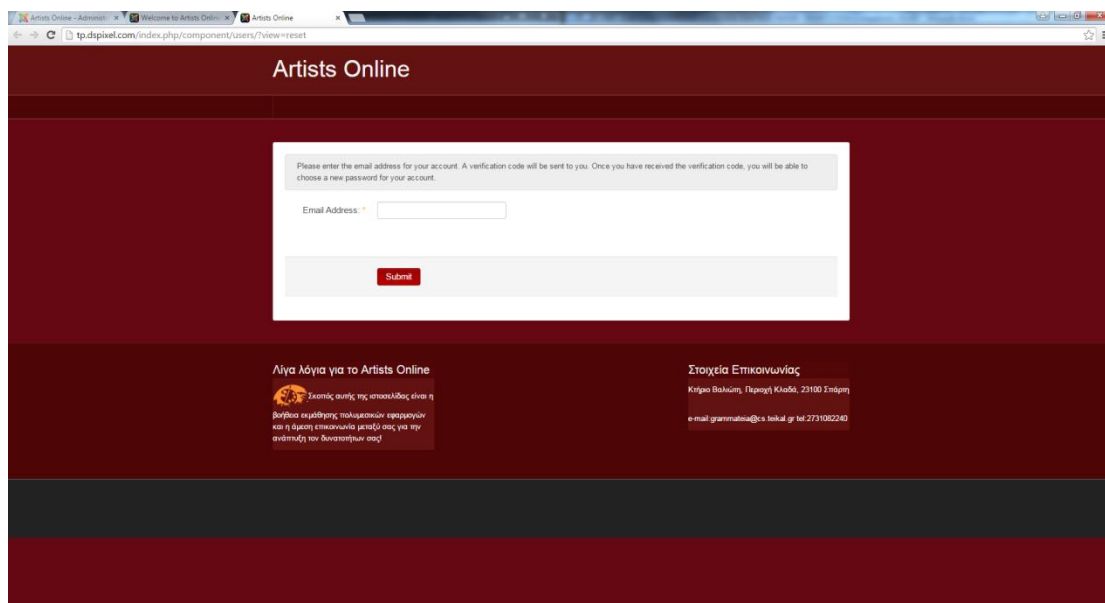 Artists Online - Administ
Welcome to Artists Onlin
Artists Online
tp.dspixel.com/index.php/component/users/?view=reset
Artists Online
Please enter the email address for your account. A verification code will be sent to you. Once you have received the verification code, you will be able to
choose a new password for your account.
Email Address: *
Submit
Λίγα λόγια για το Artists Online
Σκοπός αυτής της ιστοσελίδας είναι η
βοήθεια εκμάθησης πολυμεσικών εφαρμογών
και η άμεση επικοινωνία μεταξύ σας για την
ανάπτυξη τον δυνατοτήτων σας!
Στοιχεία Επικοινωνίας
Κτήριο Βαλιώτη, Περιοχή Κλαδά, 23100 Σπάρτη
e-mail:grammateia@cs.teikal.gr tel:2731082240